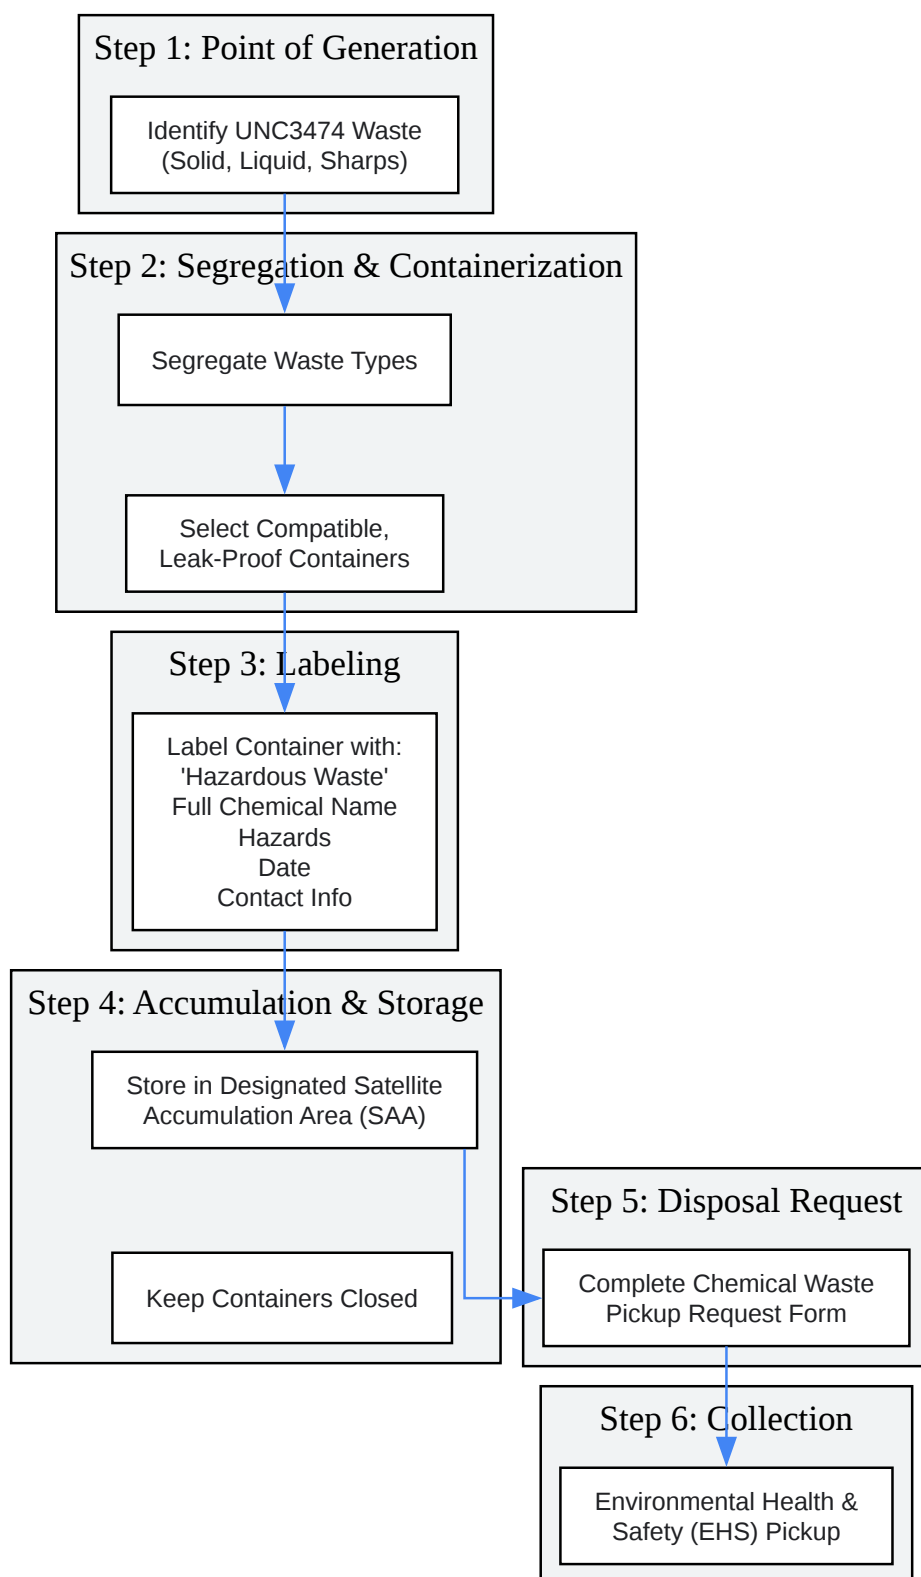 Step 1: Point of Generation
Identify UNC3474 Waste
(Solid, Liquid, Sharps)
Step 2: Segregation & Containerization
Segregate Waste Types
Select Compatible,
Leak-Proof Containers
Step 3: Labeling
Label Container with:
'Hazardous Waste'
Full Chemical Name
Hazards
Date
Contact Info
Step 4: Accumulation & Storage
Store in Designated Satellite
Accumulation Area (SAA)
Keep Containers Closed
Step 5: Disposal Request
Complete Chemical Waste
Pickup Request Form
Step 6: Collection
Environmental Health &
Safety (EHS) Pickup